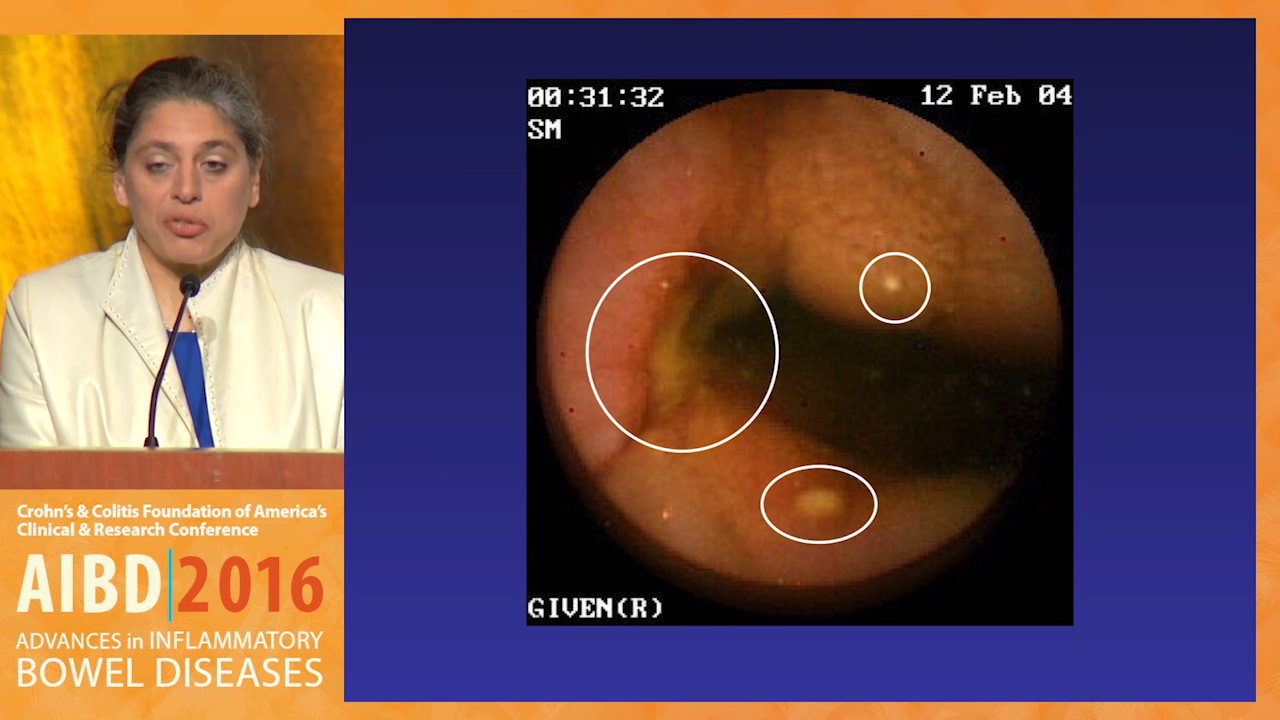 00:31:32
12 Feb 04
SM
GIVEN(R)
Crohn's & Colitis Foundation of America's
Clinical & Research Conference
AIBD|2016
ADVANCES in INFLAMMATORY
BOWEL DISEASES